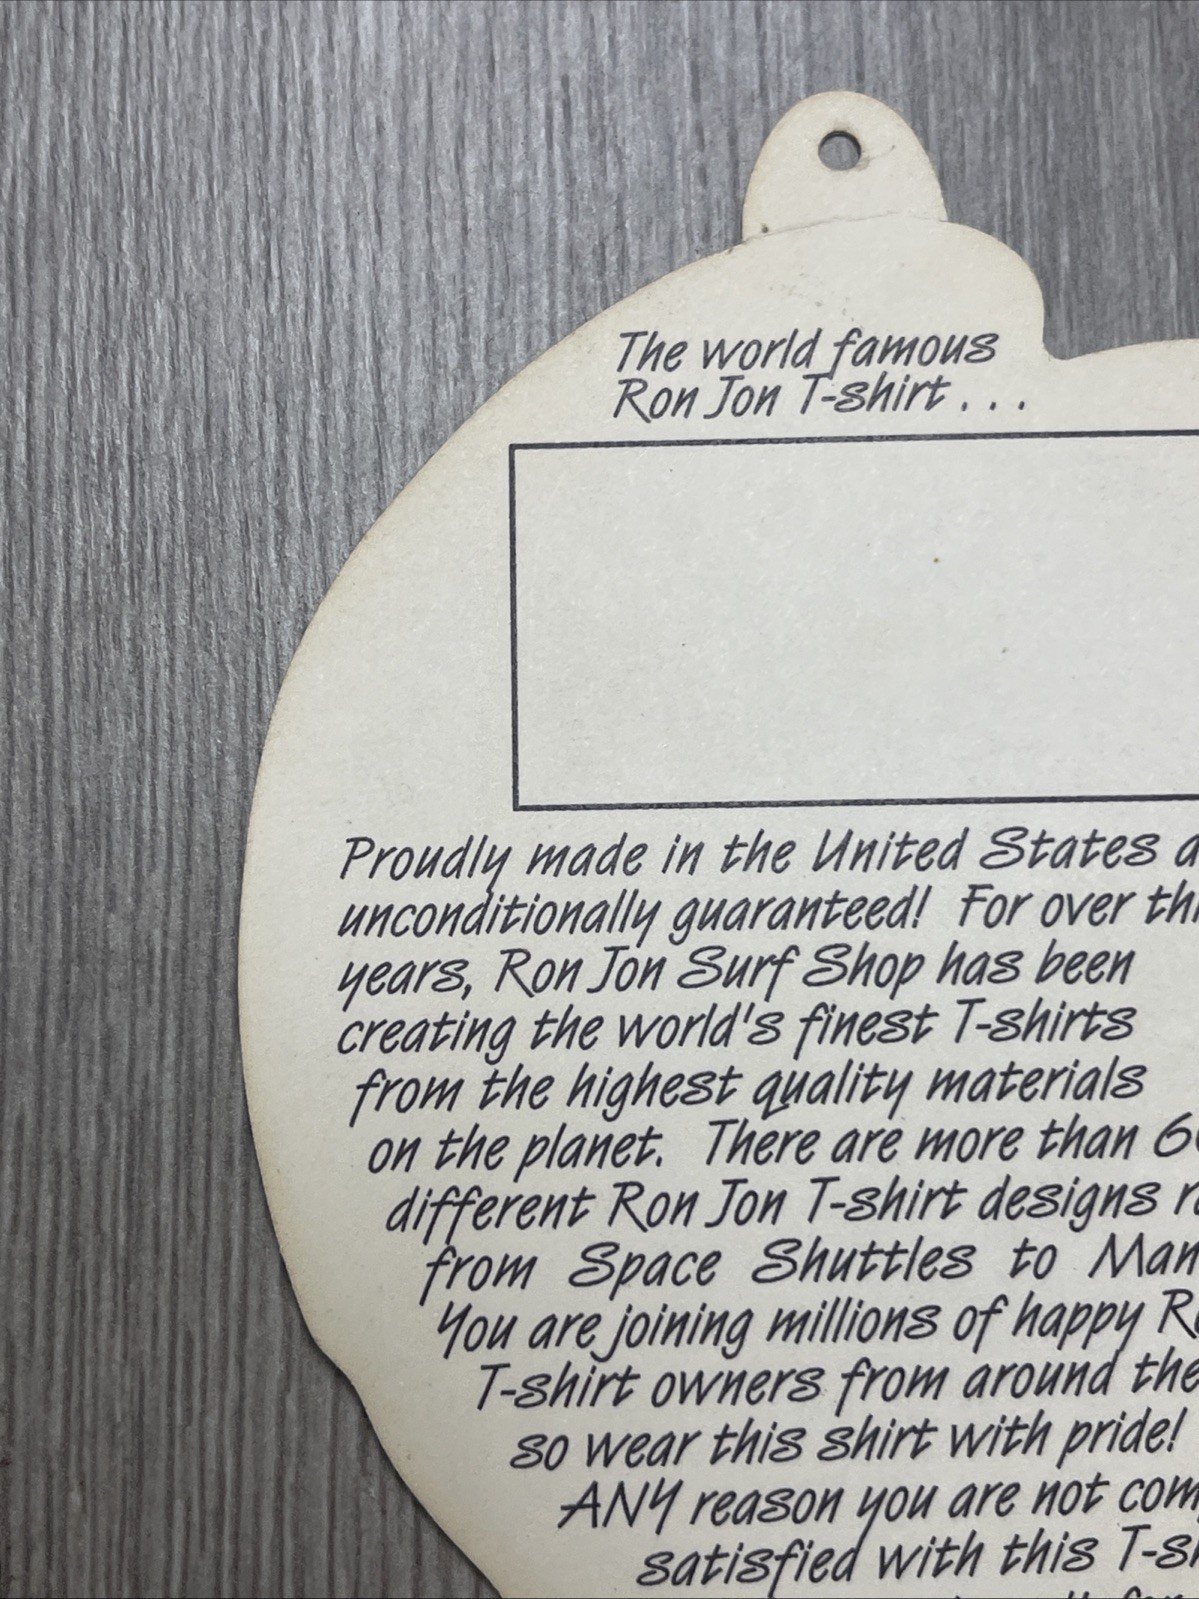 The world famous
Ron Jon T-shirt . . .
Proudly made in the United States
unconditionally guaranteed! For over
years, Ron Jon Surf Shop has been
creating the world's finest T-shirts
from the highest quality materials
on the planet. There are more than
different Ron Jon T-shirt designs
from Space Shuttles to
You are joining millions of happy
T-shirt owners from around the
so wear this shirt with pride!
ANY reason you are not
satisfied with this